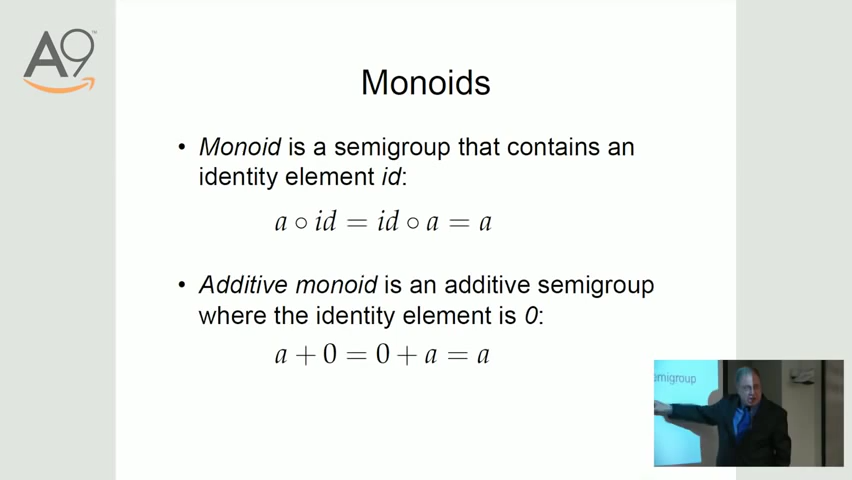 A9™
Monoids
• Monoid is a semigroup that contains an
identity element id:
a ∘ id = id ∘ a = a
• Additive monoid is an additive semigroup
where the identity element is 0:
a + 0 = 0 + a = a
emigroup